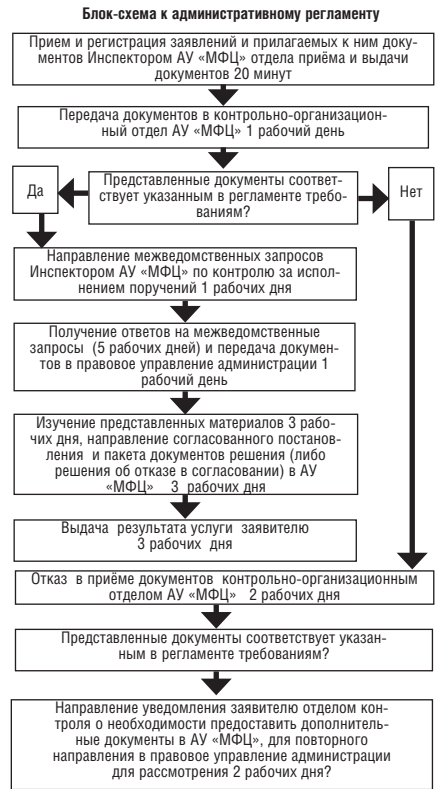 Блок-схема к административному регламенту
Прием и регистрация заявлений и прилагаемых к ним доку-
ментов Инспектором АУ «МФЦ» отдела приёма и выдачи
документов 20 минут
Передача документов в контрольно-организацион-
ный отдел АУ «МФЦ» 1 рабочий день
Да
Представленные документы соответ-
ствует указанным в регламенте требо-
ваниям?
Нет
Направление межведомственных запросов
Инспектором АУ «МФЦ» по контролю за испол-
нением поручений 1 рабочих дня
Получение ответов на межведомственные
запросы (5 рабочих дней) и передача докумен-
тов в правовое управление администрации 1
рабочий день
Изучение представленных материалов 3 рабо-
чих дня, направление согласованного постанов-
ления и пакета документов решения (либо
решения об отказе в согласовании) в АУ
«МФЦ» 3 рабочих дня
Выдача результата услуги заявителю
3 рабочих дня
Отказ в приёме документов контрольно-организационным
отделом АУ «МФЦ» 2 рабочих дня
Представленные документы соответствует указан-
ным в регламенте требованиям?
Направление уведомления заявителю отделом кон-
троля о необходимости предоставить дополнитель-
ные документы в АУ «МФЦ», для повторного
направления в правовое управление администрации
для рассмотрения 2 рабочих дня?